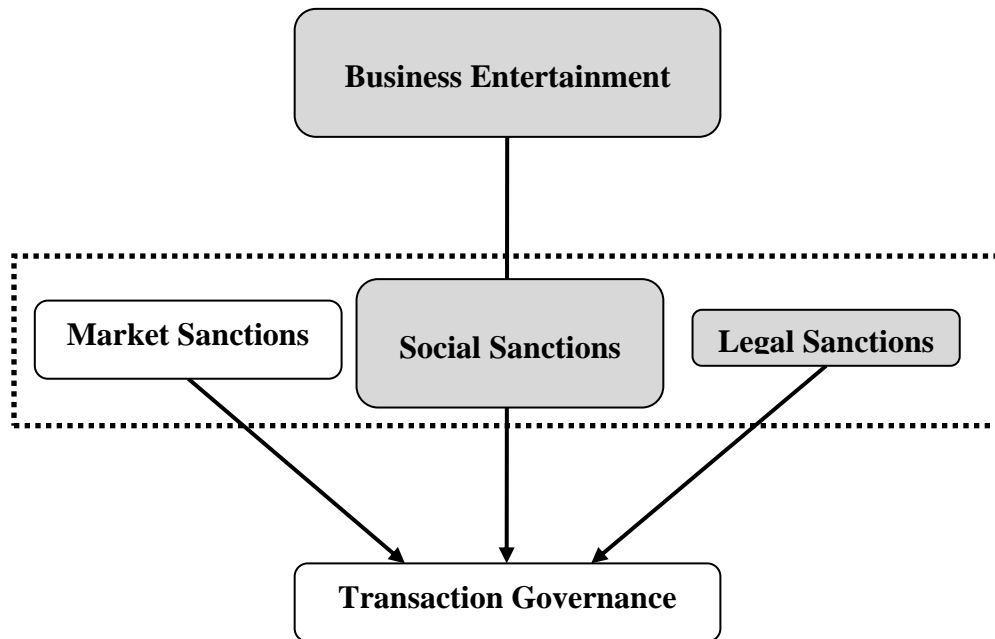 Business Entertainment
Market Sanctions
Social Sanctions
Legal Sanctions
Transaction Governance